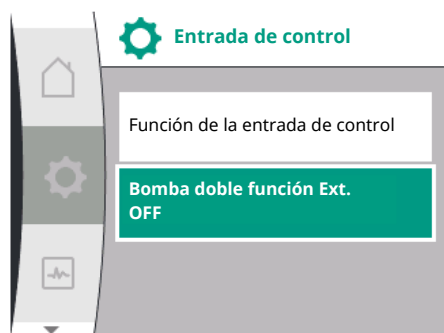 Entrada de control
Función de la entrada de control
Bomba doble función Ext.
OFF